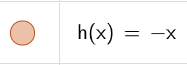 h(x) = −x